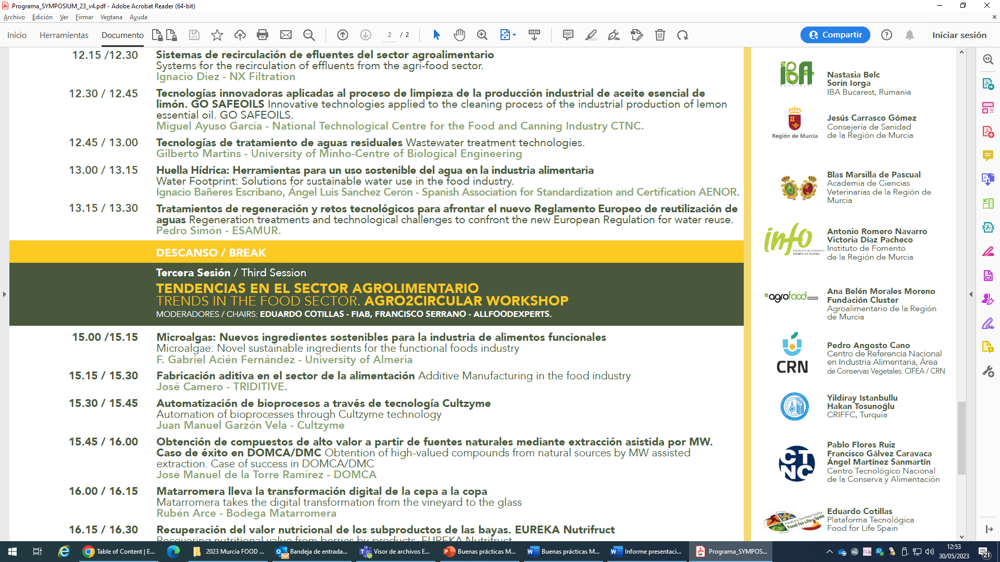 Programa_SYMPOSIUM_23_v4.pdf - Adobe Acrobat Reader (64-bit)
Archivo Edición Ver Firmar Ventana Ayuda
Inicio Herramientas Documento 2 / 2 Compartir Iniciar sesión
12.15 /12.30 Sistemas de recirculación de efluentes del sector agroalimentario
Systems for the recirculation of effluents from the agri-food sector.
Ignacio Diez - NX Filtration
12.30 / 12.45 Tecnologías innovadoras aplicadas al proceso de limpieza de la producción industrial de aceite esencial de
limón. GO SAFEOILS Innovative technologies applied to the cleaning process of the industrial production of lemon
essential oil. GO SAFEOILS.
Miguel Ayuso García - National Technological Centre for the Food and Canning Industry CTNC.
12.45 / 13.00 Tecnologías de tratamiento de aguas residuales Wastewater treatment technologies.
Gilberto Martins - University of Minho-Centre of Biological Engineering
13.00 / 13.15 Huella Hídrica: Herramientas para un uso sostenible del agua en la industria alimentaria
Water Footprint: Solutions for sustainable water use in the food industry.
Ignacio Bañeres Escribano, Ángel Luis Sánchez Cerón - Spanish Association for Standardization and Certification AENOR.
13.15 / 13.30 Tratamientos de regeneración y retos tecnológicos para afrontar el nuevo Reglamento Europeo de reutilización de
aguas Regeneration treatments and technological challenges to confront the new European Regulation for water reuse.
Pedro Simón - ESAMUR.
DESCANSO / BREAK
Tercera Sesión / Third Session
TENDENCIAS EN EL SECTOR AGROLIMENTARIO
TRENDS IN THE FOOD SECTOR. AGRO2CIRCULAR WORKSHOP
MODERADORES / CHAIRS: EDUARDO COTILLAS - FIAB, FRANCISCO SERRANO - ALLFOODEXPERTS.
15.00 /15.15 Microalgas: Nuevos ingredientes sostenibles para la industria de alimentos funcionales
Microalgae: Novel sustainable ingredients for the functional foods industry
F. Gabriel Acién Fernández - University of Almeria
15.15 / 15.30 Fabricación aditiva en el sector de la alimentación Additive Manufacturing in the food industry
José Camero - TRIDITIVE.
15.30 / 15.45 Automatización de bioprocesos a través de tecnología Cultzyme
Automation of bioprocesses through Cultzyme technology
Juan Manuel Garzón Vela - Cultzyme
15.45 / 16.00 Obtención de compuestos de alto valor a partir de fuentes naturales mediante extracción asistida por MW.
Caso de éxito en DOMCA/DMC Obtention of high-valued compounds from natural sources by MW assisted
extraction. Case of success in DOMCA/DMC
Jose Manuel de la Torre Ramírez - DOMCA
16.00 / 16.15 Matarromera lleva la transformación digital de la cepa a la copa
Matarromera takes the digital transformation from the vineyard to the glass
Rubén Arce - Bodega Matarromera
16.15 / 16.30 Recuperación del valor nutricional de los subproductos de las bayas. EUREKA Nutrifruct
Recovering nutritional value from berries by-products. EUREKA Nutrifruct
IBA
Nastasia Belc
Sorin Iorga
IBA Bucarest, Rumania
Región de Murcia
Jesús Carrasco Gómez
Consejería de Sanidad
de la Región de Murcia
Blas Marsilla de Pascual
Academia de Ciencias
Veterinarias de la Región de
Murcia
info
INSTITUTO DE FOMENTO
REGIÓN DE MURCIA
Antonio Romero Navarro
Victoria Díaz Pacheco
Instituto de Fomento
de la Región de Murcia
agrofood
Ana Belén Morales Moreno
Fundación Cluster
Agroalimentario de la Región
de Murcia
CRN
Pedro Angosto Cano
Centro de Referencia Nacional
en Industria Alimentaria, Área
de Conservas Vegetales. CIFEA / CRN
Yildiray Istanbullu
Hakan Tosunoğlu
CRIFFC, Turquía
CTNC
Pablo Flores Ruiz
Francisco Gálvez Caravaca
Ángel Martínez Sanmartín
Centro Tecnológico Nacional
de la Conserva y Alimentación
Plataforma Tecnológica Española
Food for Life Spain
Eduardo Cotillas
Plataforma Tecnológica
Food for Life Spain
Table of Content | E... 2023 Murcia FOOD ... Bandeja de entrada... Visor de archivos E... Buenas prácticas M... Buenas prácticas M... Informe presentaci... Programa_SYMPOS... 12:53
30/05/2023 21